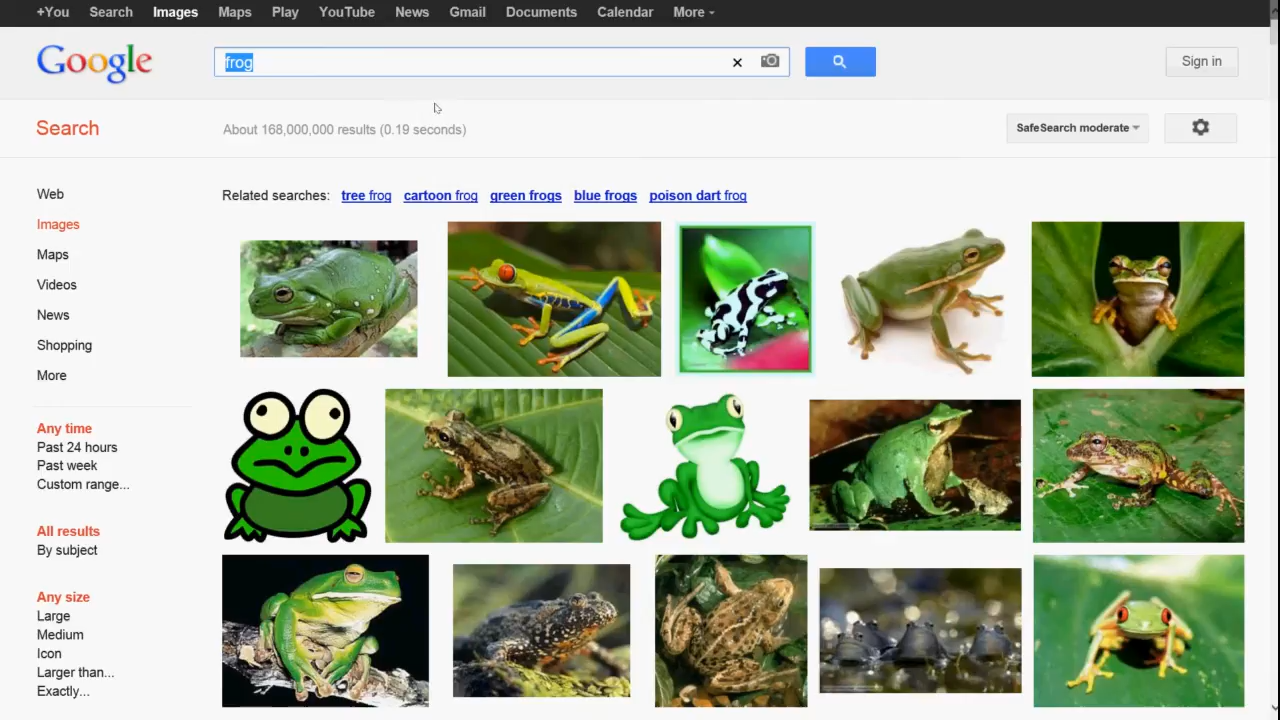 +You Search Images Maps Play YouTube News Gmail Documents Calendar More
Google
frog
Sign in
Search
About 168,000,000 results (0.19 seconds)
SafeSearch moderate
Related searches: tree frog cartoon frog green frogs blue frogs poison dart frog
Web
Images
Maps
Videos
News
Shopping
More
Any time
Past 24 hours
Past week
Custom range...
All results
By subject
Any size
Large
Medium
Icon
Larger than...
Exactly...